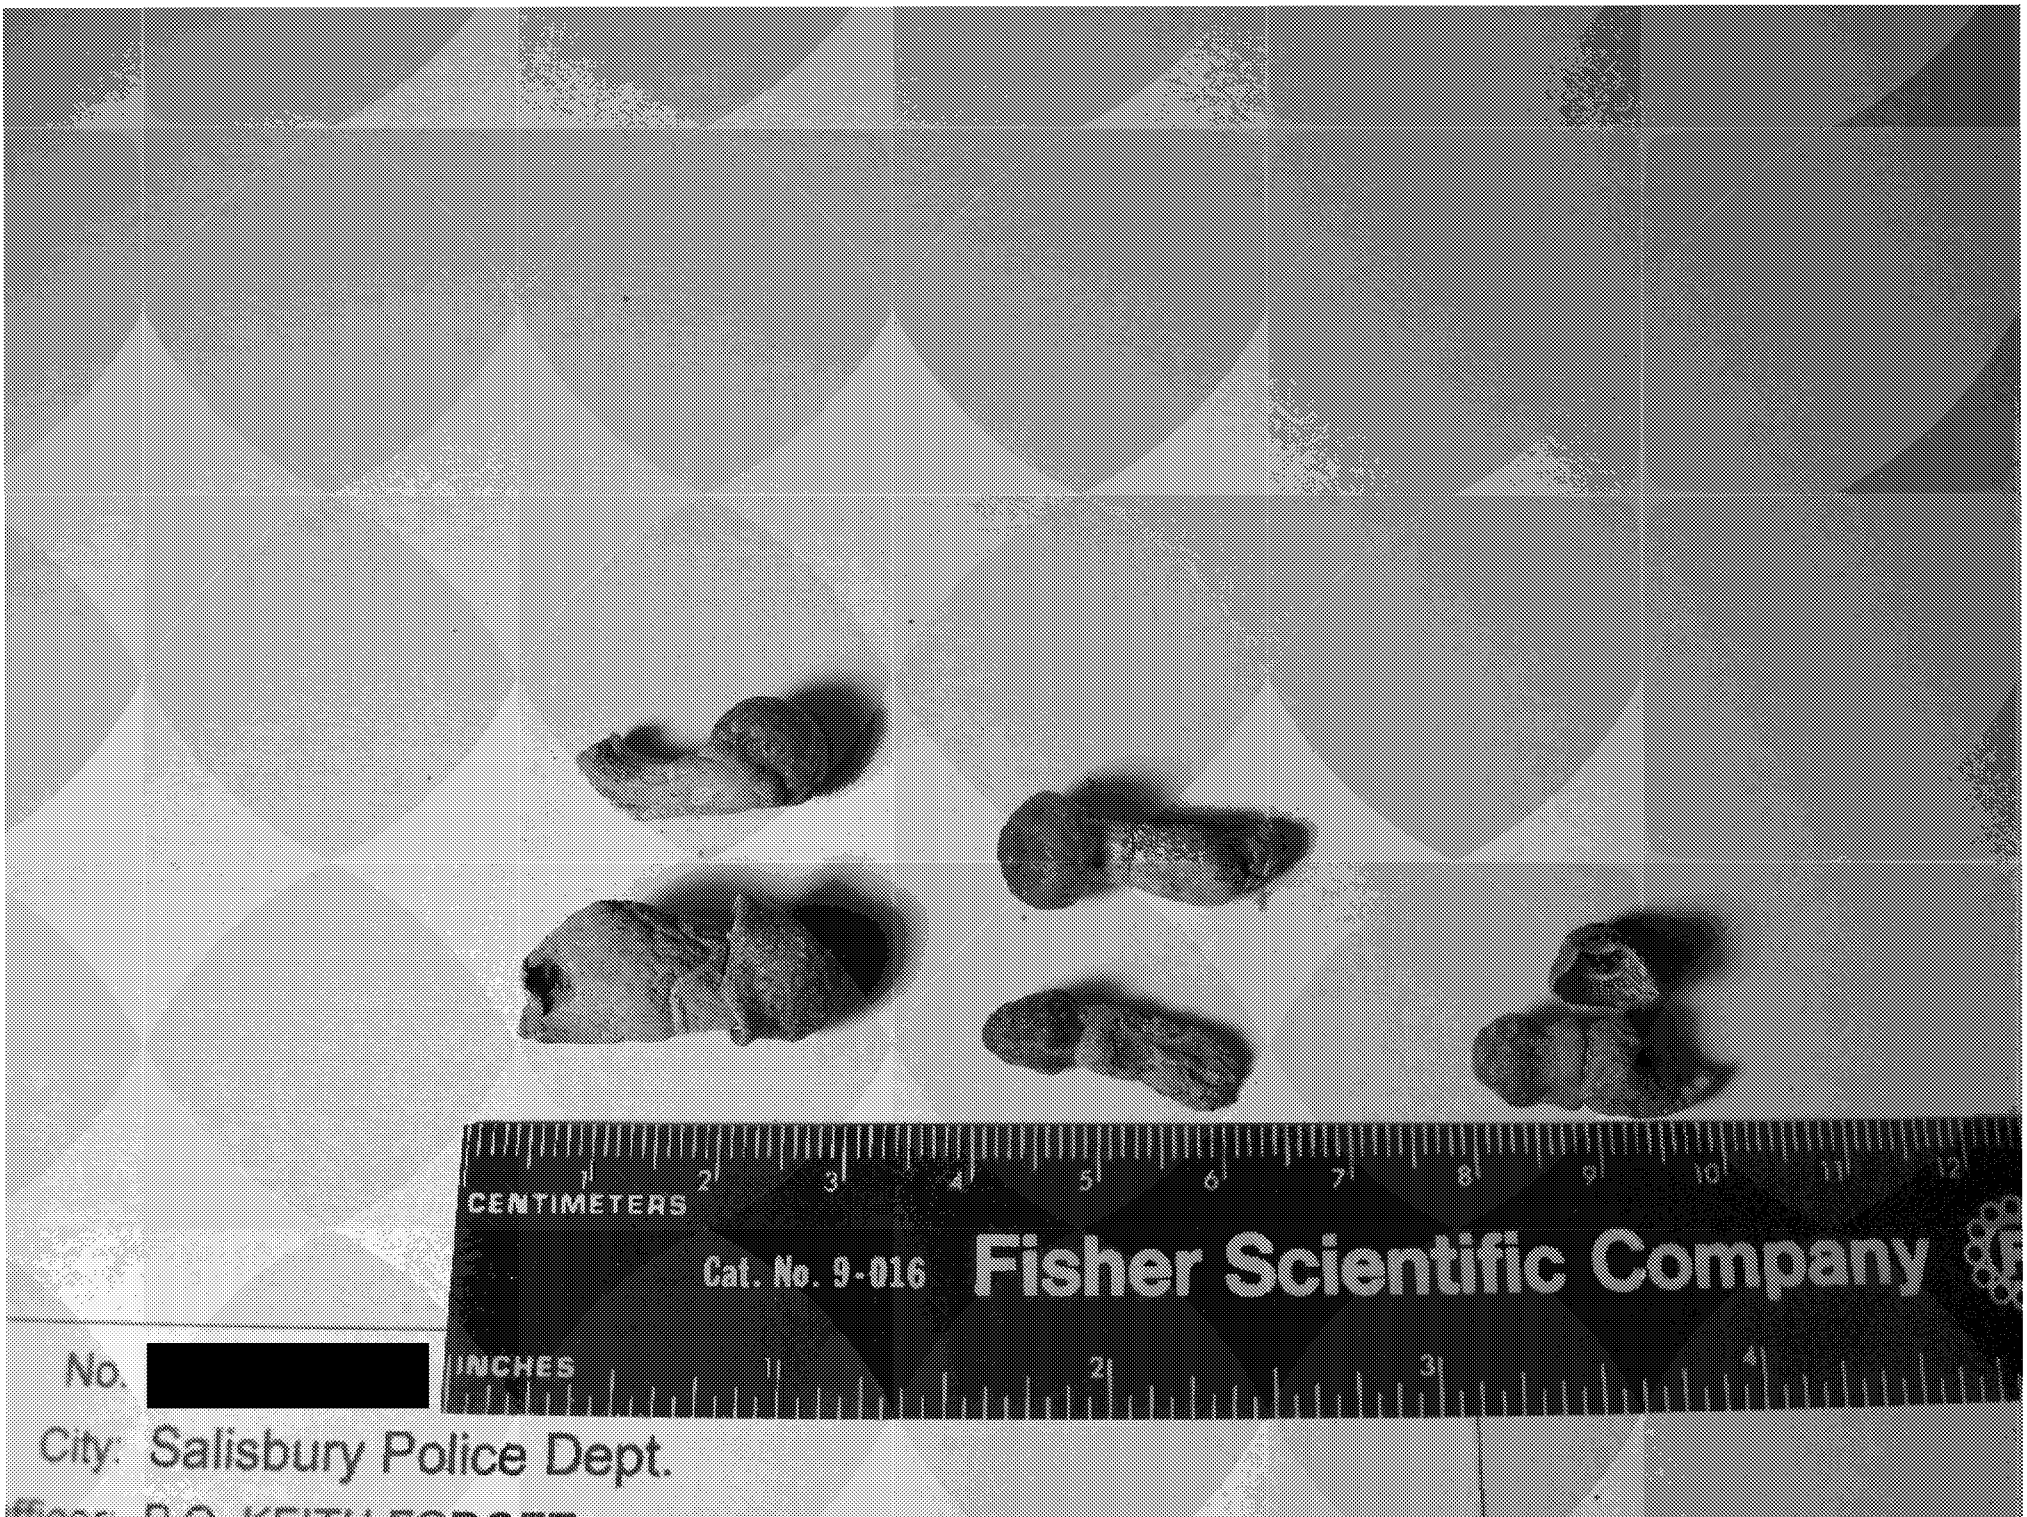 1 2 3 4 5 6 7 8 9 10 11 12
CENTIMETERS
Cat. No. 9-016 Fisher Scientific Company
INCHES 1 2 3 4
No.
City: Salisbury Police Dept.
P.O. KEITH